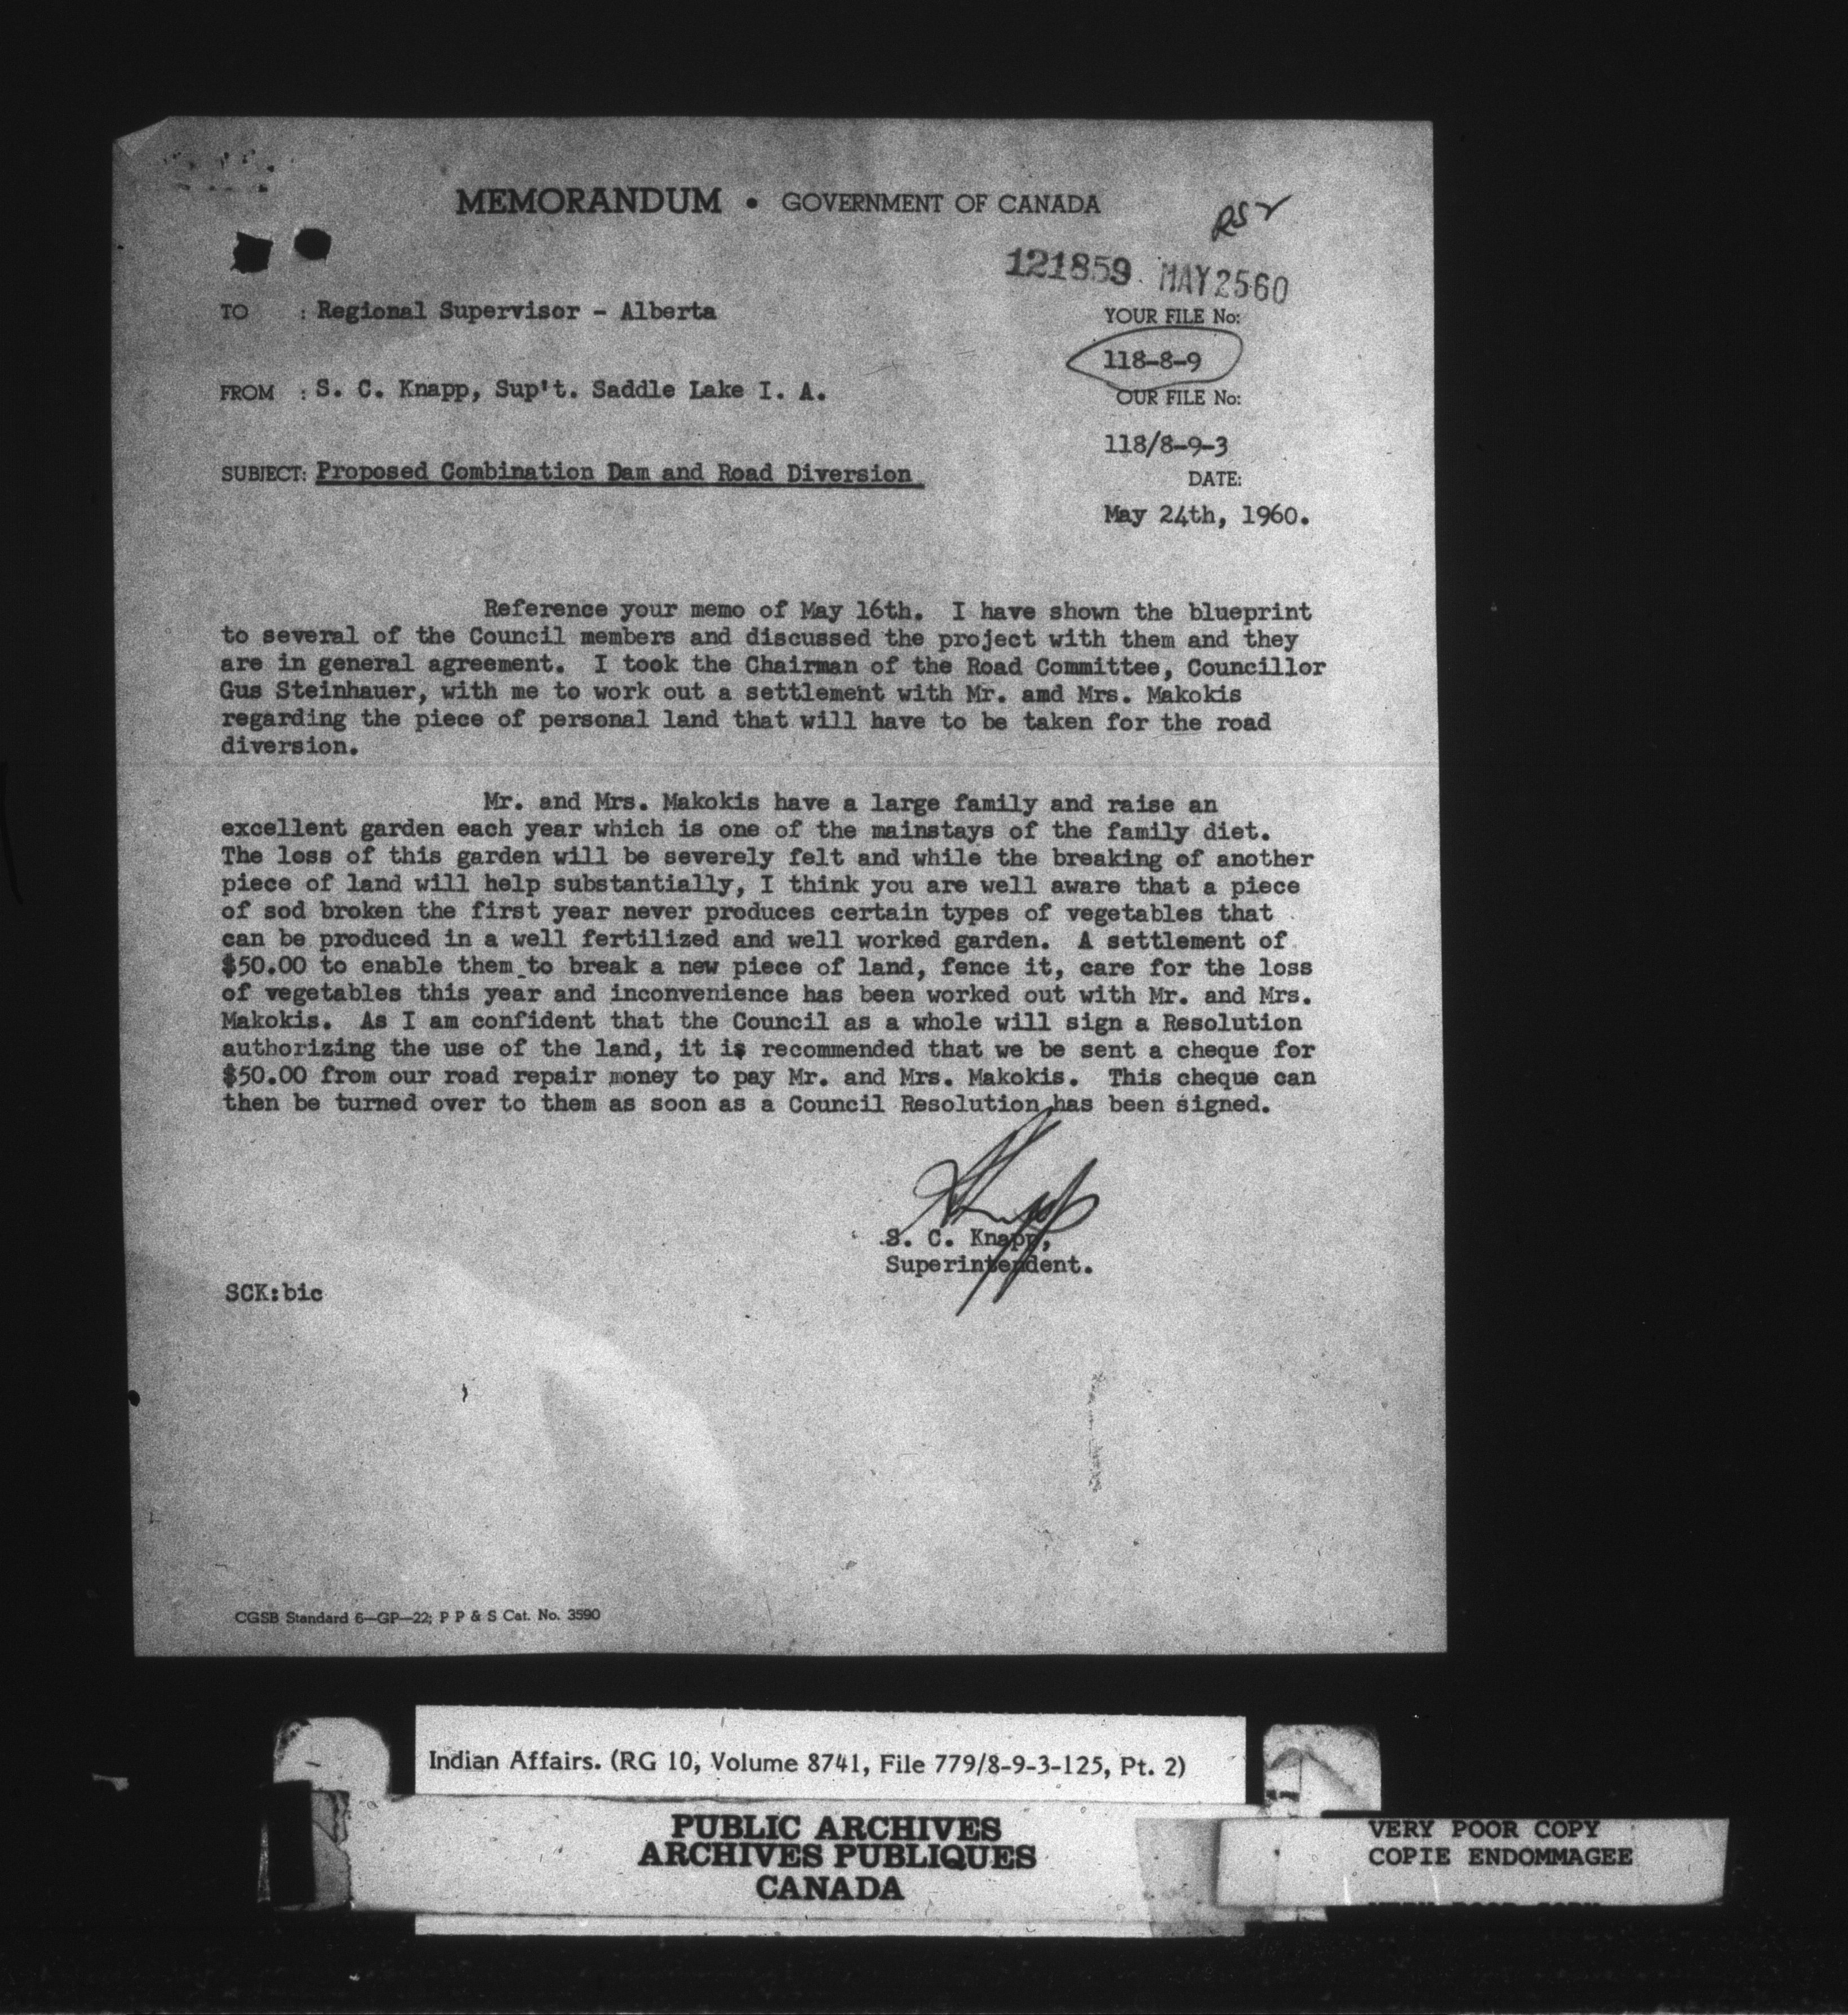 MEMORANDUM • GOVERNMENT OF CANADA
RS2
121859 MAY 25 60
TO : Regional Supervisor - Alberta
YOUR FILE No:
118-8-9
FROM : S. C. Knapp, Sup't. Saddle Lake I. A.
OUR FILE No:
118/8-9-3
SUBJECT: Proposed Combination Dam and Road Diversion
DATE:
May 24th, 1960.
Reference your memo of May 16th. I have shown the blueprint
to several of the Council members and discussed the project with them and they
are in general agreement. I took the Chairman of the Road Committee, Councillor
Gus Steinhauer, with me to work out a settlement with Mr. amd Mrs. Makokis
regarding the piece of personal land that will have to be taken for the road
diversion.
Mr. and Mrs. Makokis have a large family and raise an
excellent garden each year which is one of the mainstays of the family diet.
The loss of this garden will be severely felt and while the breaking of another
piece of land will help substantially, I think you are well aware that a piece
of sod broken the first year never produces certain types of vegetables that
can be produced in a well fertilized and well worked garden. A settlement of
$50.00 to enable them to break a new piece of land, fence it, care for the loss
of vegetables this year and inconvenience has been worked out with Mr. and Mrs.
Makokis. As I am confident that the Council as a whole will sign a Resolution
authorizing the use of the land, it is recommended that we be sent a cheque for
$50.00 from our road repair money to pay Mr. and Mrs. Makokis. This cheque can
then be turned over to them as soon as a Council Resolution has been signed.
S. C. Knapp,
Superintendent.
SCK:bic
CGSB Standard 6—GP—22; P P & S Cat. No. 3590
Indian Affairs. (RG 10, Volume 8741, File 779/8-9-3-125, Pt. 2)
PUBLIC ARCHIVES
ARCHIVES PUBLIQUES
CANADA
VERY POOR COPY
COPIE ENDOMMAGEE